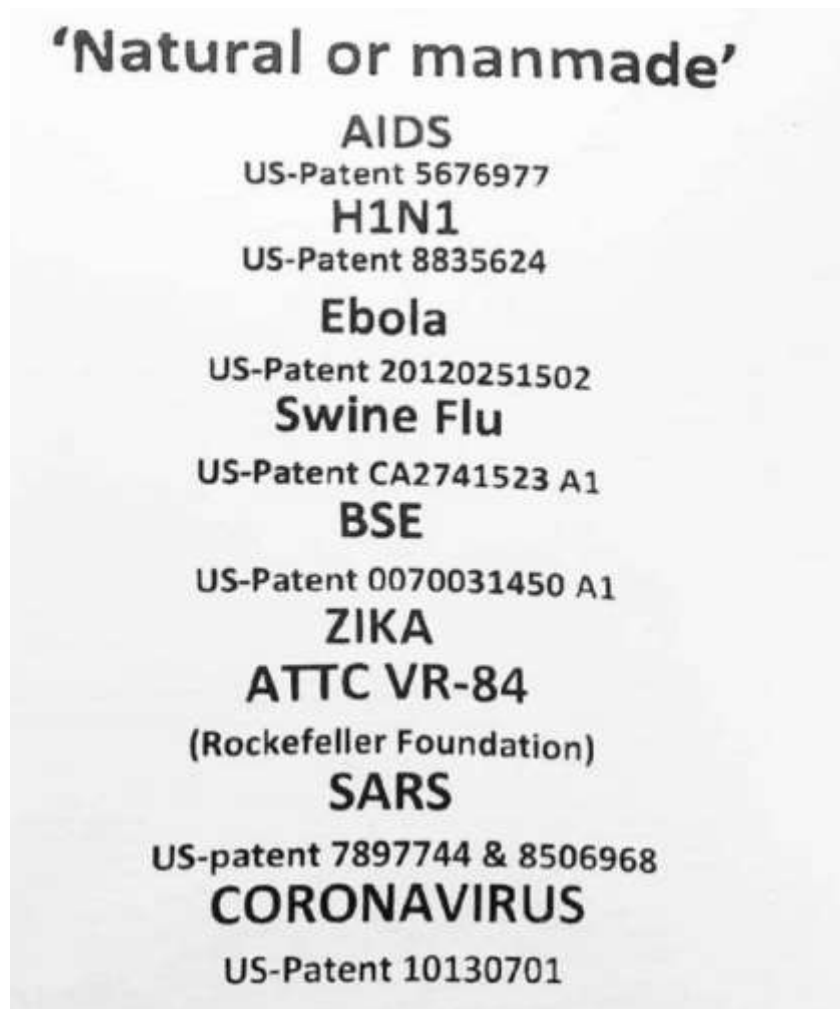 'Natural or manmade'
AIDS
US-Patent 5676977
H1N1
US-Patent 8835624
Ebola
US-Patent 20120251502
Swine Flu
US-Patent CA2741523 A1
BSE
US-Patent 0070031450 A1
ZIKA
ATTC VR-84
(Rockefeller Foundation)
SARS
US-patent 7897744 & 8506968
CORONAVIRUS
US-Patent 10130701